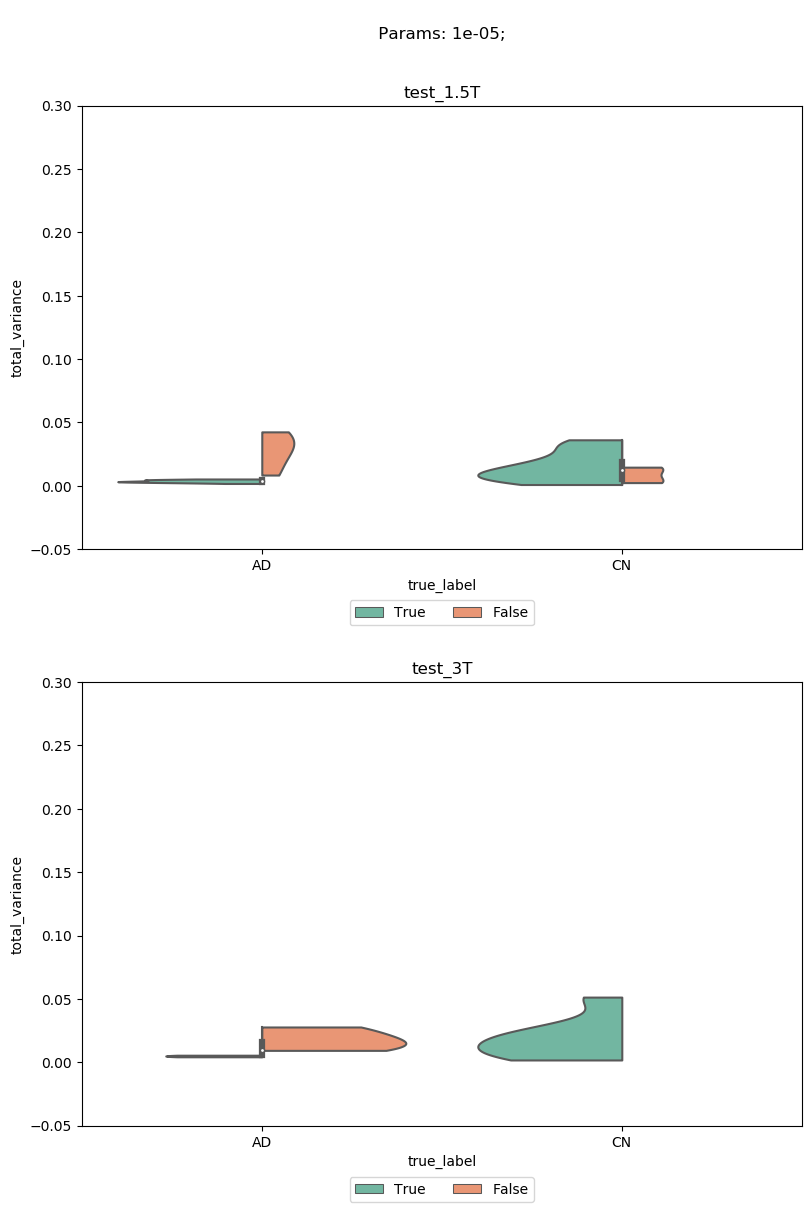 Params: 1e-05;
test_1.5T
0.30
0.25
0.20
0.15
0.10
0.05
0.00
−0.05
total_variance
AD CN
true_label
True False
test_3T
0.30
0.25
0.20
0.15
0.10
0.05
0.00
−0.05
total_variance
AD CN
true_label
True False